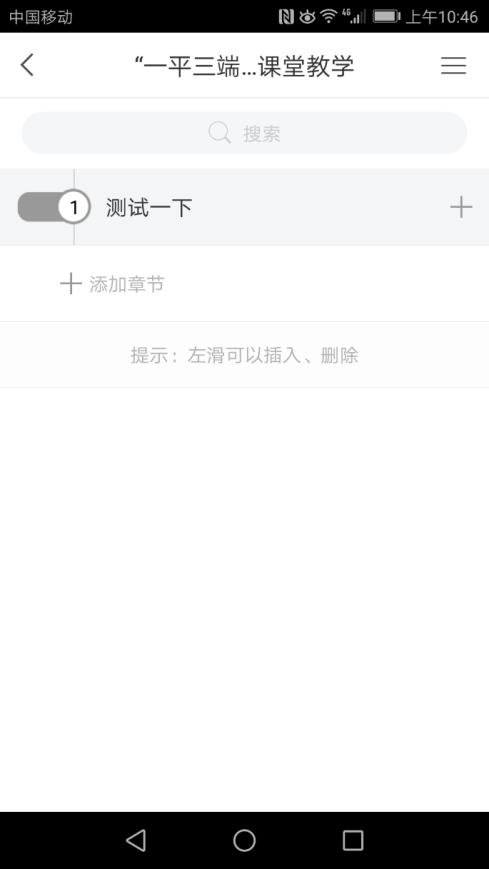 中国移动 4G 上午10:46
“一平三端...课堂教学
搜索
1 测试一下
添加章节
提示：左滑可以插入、删除